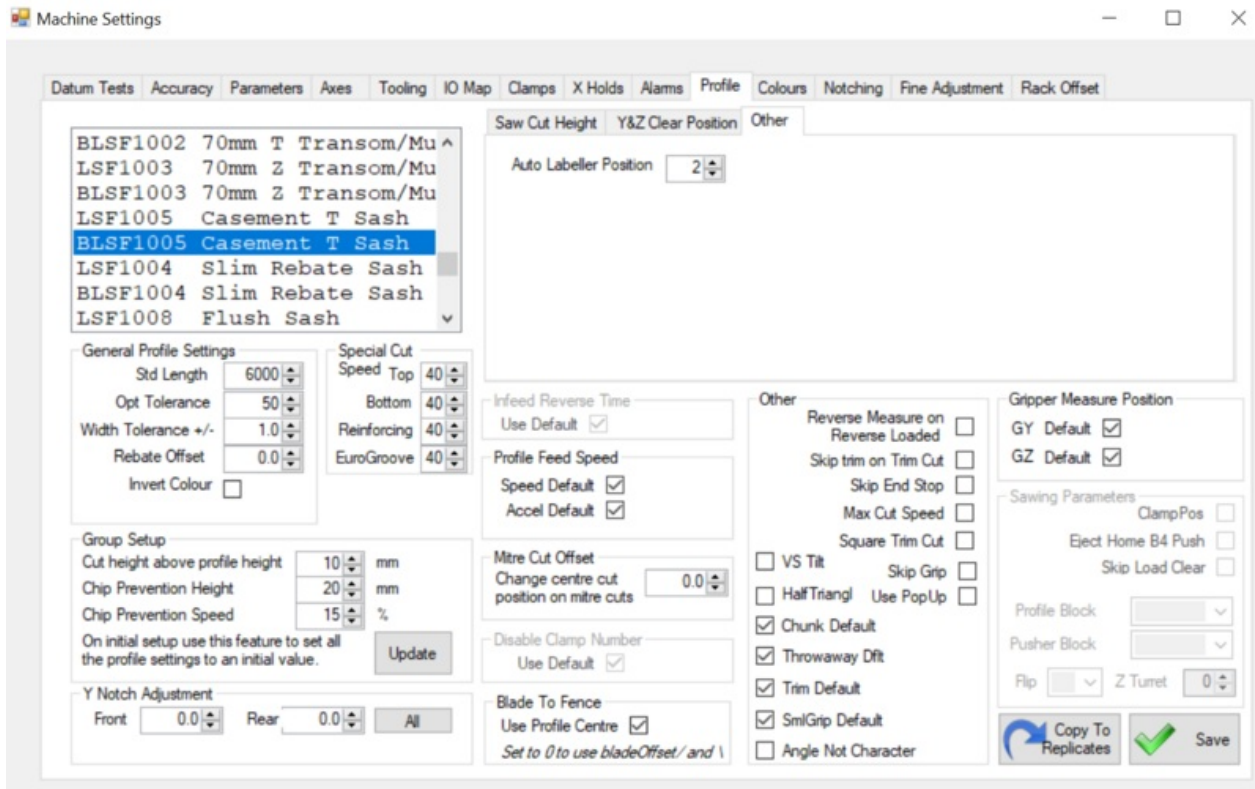 Machine Settings
Datum Tests Accuracy Parameters Axes Tooling IO Map Clamps X Holds Alarms Profile Colours Notching Fine Adjustment Rack Offset
BLSF1002 70mm T Transom/Mu
LSF1003 70mm Z Transom/Mu
BLSF1003 70mm Z Transom/Mu
LSF1005 Casement T Sash
BLSF1005 Casement T Sash
LSF1004 Slim Rebate Sash
BLSF1004 Slim Rebate Sash
LSF1008 Flush Sash
Saw Cut Height Y&Z Clear Position Other
Auto Labeller Position 2
General Profile Settings
Std Length 6000
Opt Tolerance 50
Width Tolerance +/- 1.0
Rebate Offset 0.0
Invert Colour
Special Cut
Speed Top 40
Bottom 40
Reinforcing 40
EuroGroove 40
Group Setup
Cut height above profile height 10 mm
Chip Prevention Height 20 mm
Chip Prevention Speed 15 %
On initial setup use this feature to set all
the profile settings to an initial value.
Update
Y Notch Adjustment
Front 0.0 Rear 0.0 All
Infeed Reverse Time
Use Default
Profile Feed Speed
Speed Default
Accel Default
Mitre Cut Offset
Change centre cut
position on mitre cuts
0.0
Disable Clamp Number
Use Default
Blade To Fence
Use Profile Centre
Set to 0 to use bladeOffset/ and \
Other
Reverse Measure on
Reverse Loaded
Skip trim on Trim Cut
Skip End Stop
Max Cut Speed
Square Trim Cut
VS Tilt
Skip Grip
HalfTriangl Use PopUp
Chunk Default
Throwaway Dflt
Trim Default
SmlGrip Default
Angle Not Character
Gripper Measure Position
GY Default
GZ Default
Sawing Parameters
ClampPos
Eject Home B4 Push
Skip Load Clear
Profile Block
Pusher Block
Flip Z Turret 0
Copy To
Replicates
Save